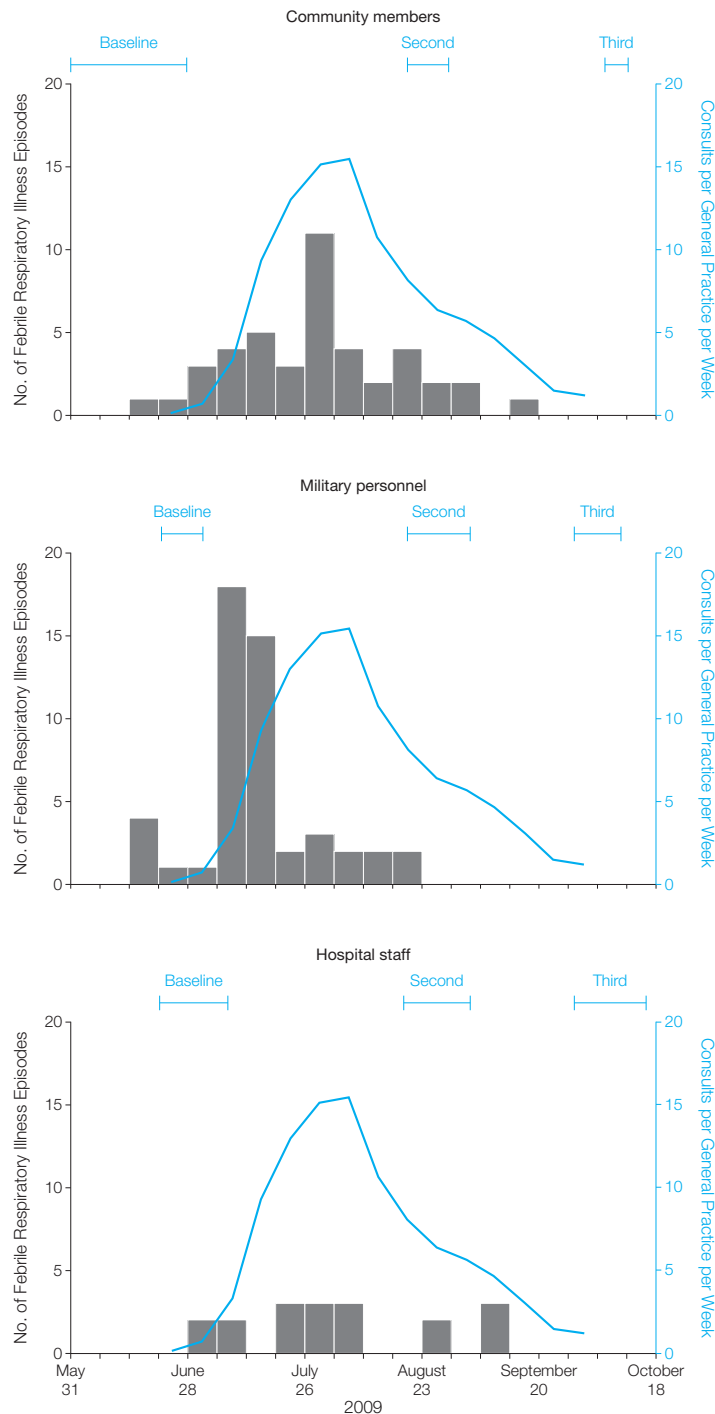 Community members
Baseline
Second
Third
No. of Febrile Respiratory Illness Episodes
20
15
10
5
0
20
15
10
5
0
Consults per General Practice per Week
Military personnel
Baseline
Second
Third
No. of Febrile Respiratory Illness Episodes
20
15
10
5
0
20
15
10
5
0
Consults per General Practice per Week
Hospital staff
Baseline
Second
Third
No. of Febrile Respiratory Illness Episodes
20
15
10
5
0
20
15
10
5
0
Consults per General Practice per Week
May June July August September October
31 28 26 23 20 18
2009